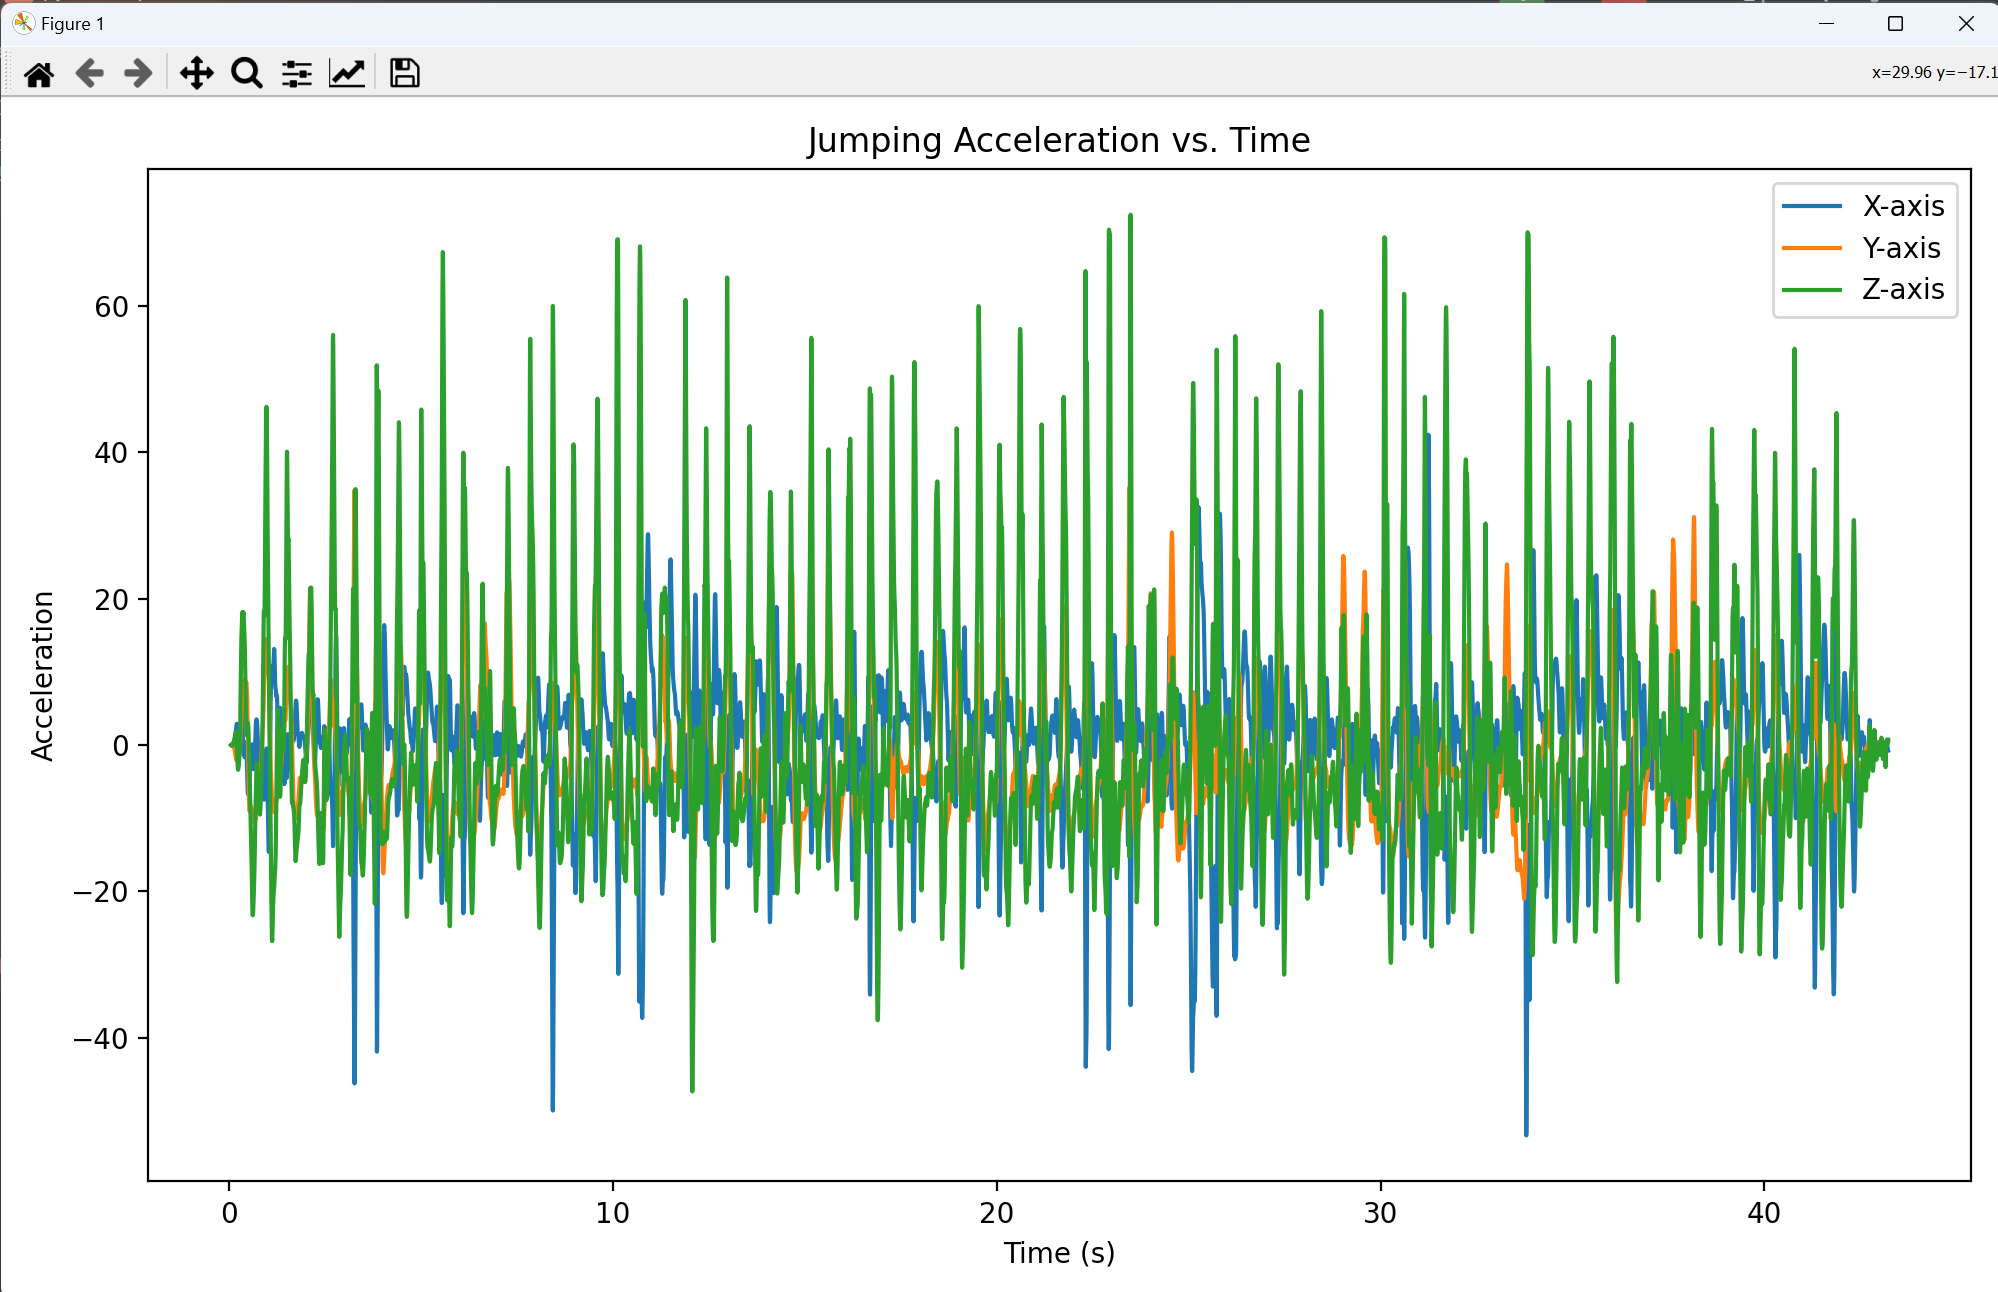 Figure 1
x=29.96 y=−17.1
Jumping Acceleration vs. Time
X-axis
Y-axis
Z-axis
Acceleration
60
40
20
0
−20
−40
0
10
20
30
40
Time (s)